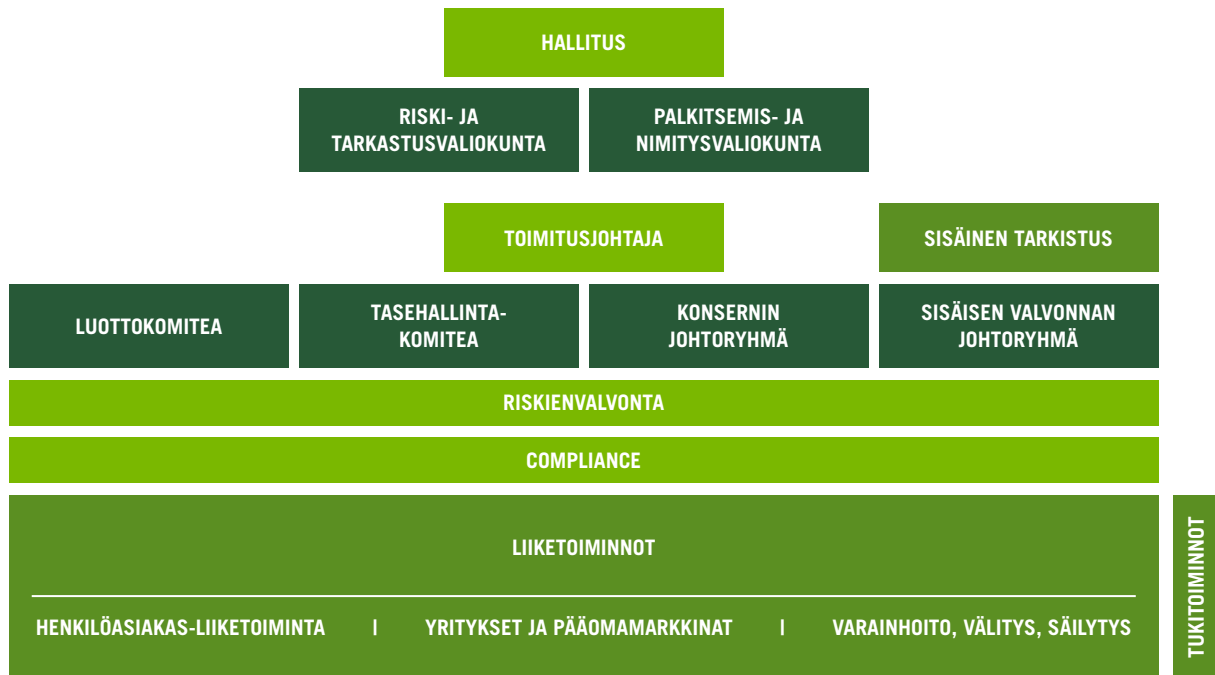 HALLITUS
RISKI- JA
TARKASTUSVALIOKUNTA
PALKITSEMIS- JA
NIMITYSVALIOKUNTA
TOIMITUSJOHTAJA
SISÄINEN TARKISTUS
LUOTTOKOMITEA
TASEHALLINTA-
KOMITEA
KONSERNIN
JOHTORYHMÄ
SISÄISEN VALVONNAN
JOHTORYHMÄ
RISKIENVALVONTA
COMPLIANCE
LIIKETOIMINNOT
HENKILÖASIAKAS-LIIKETOIMINTA I YRITYKSET JA PÄÄOMAMARKKINAT I VARAINHOITO, VÄLITYS, SÄILYTYS
TUKITOIMINNOT